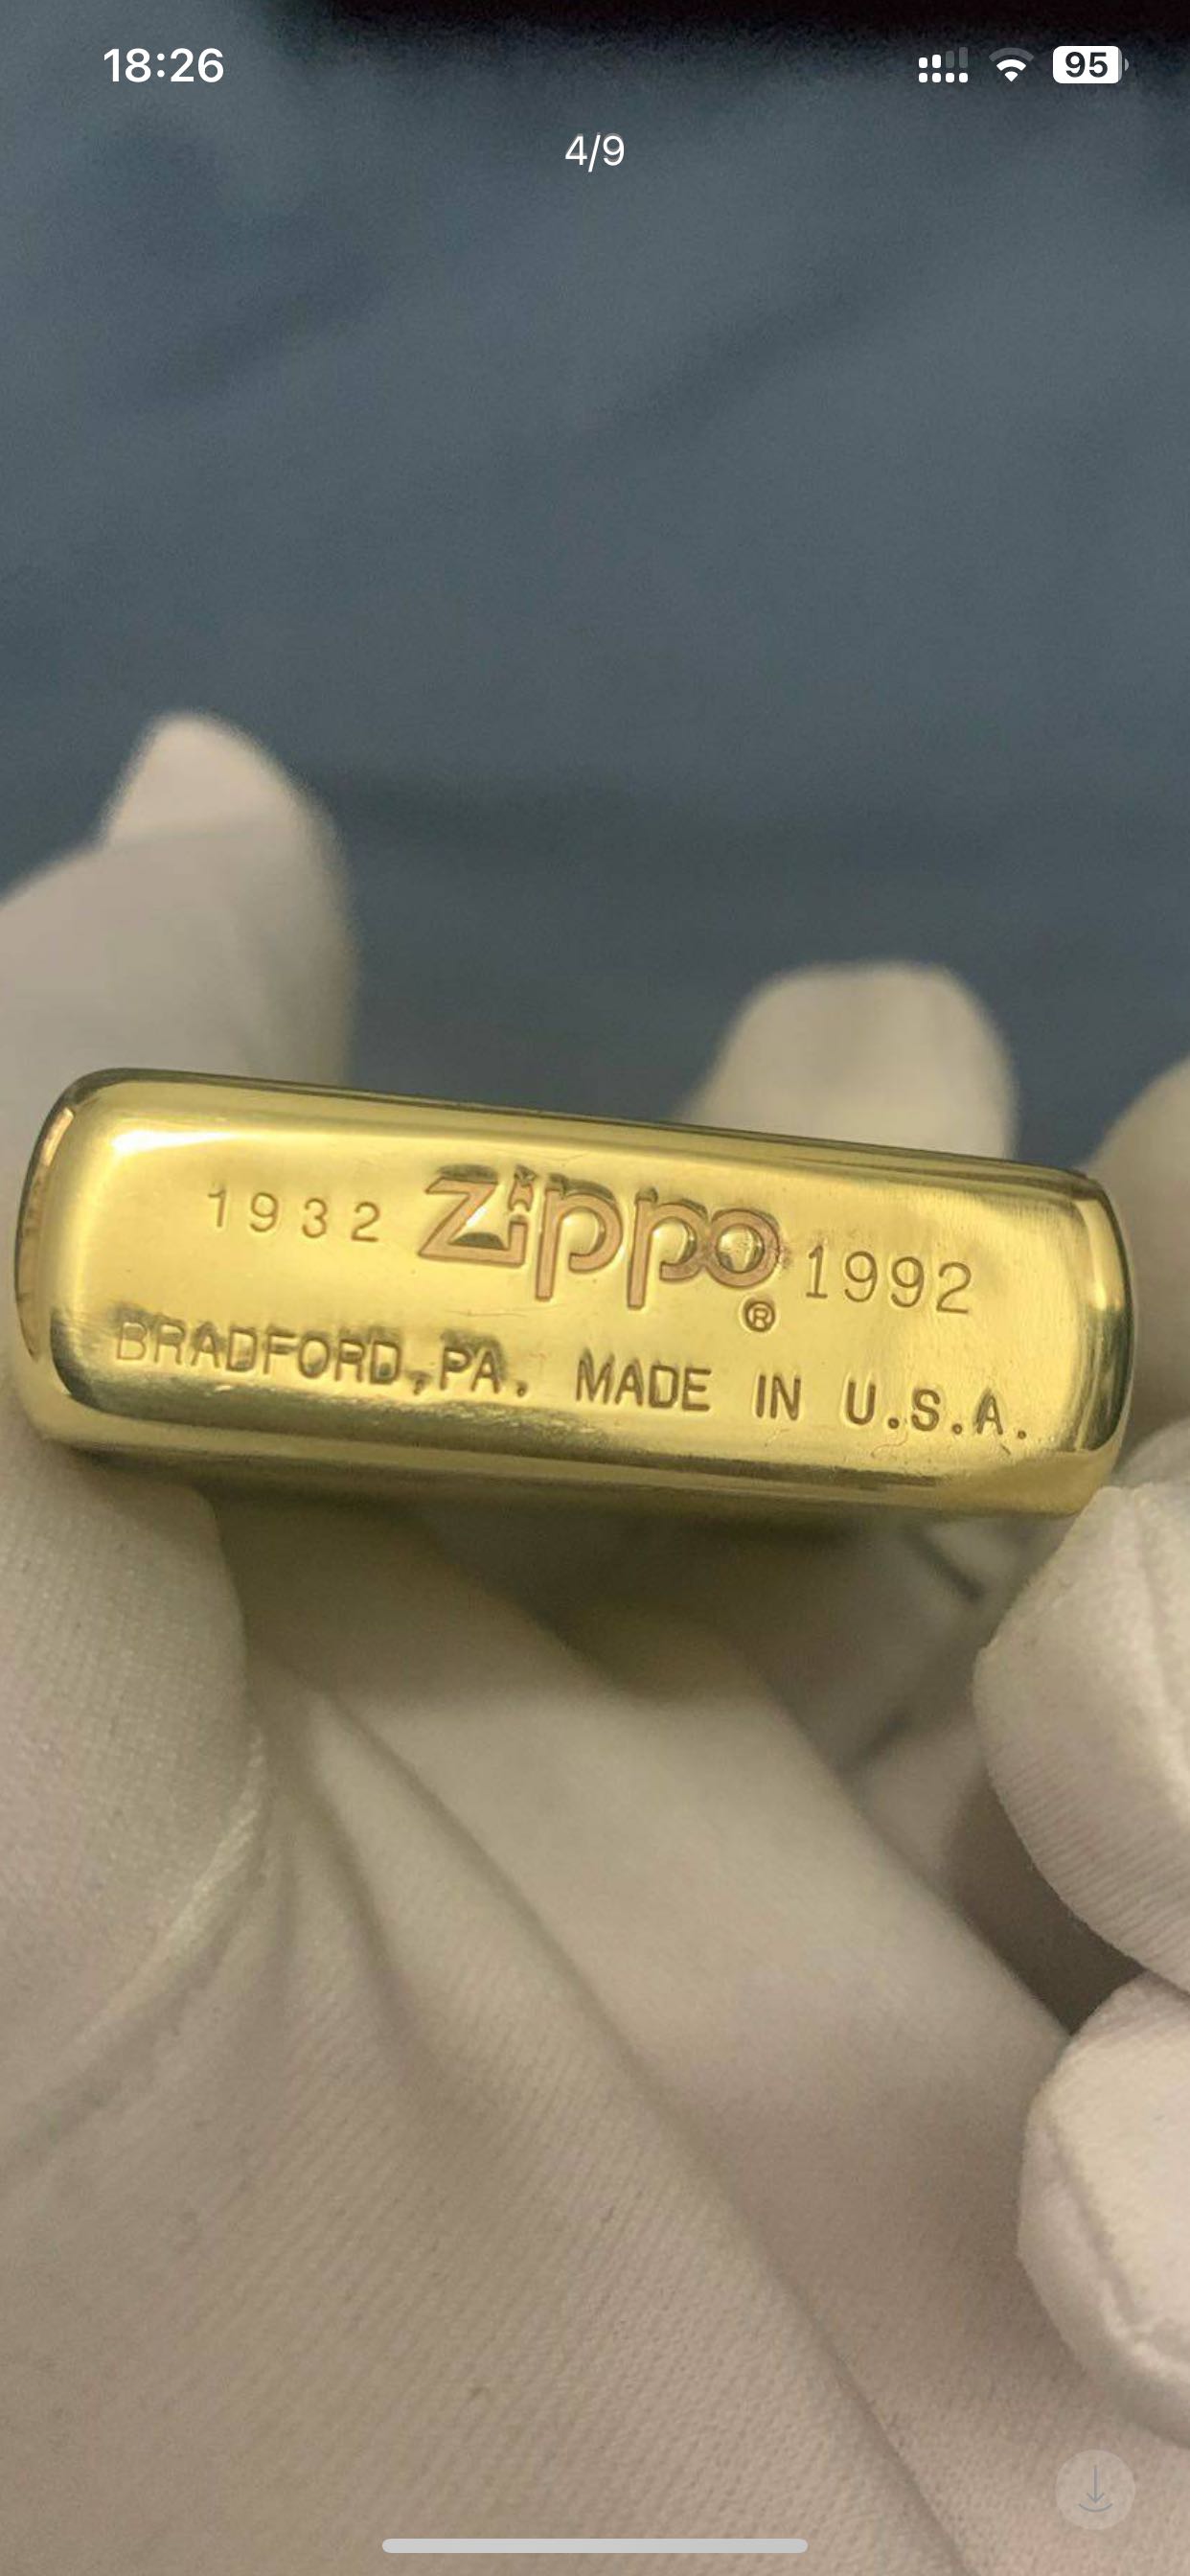 18:26 95
4/9
1932 Zippo ® 1992
BRADFORD,PA. MADE IN U.S.A.